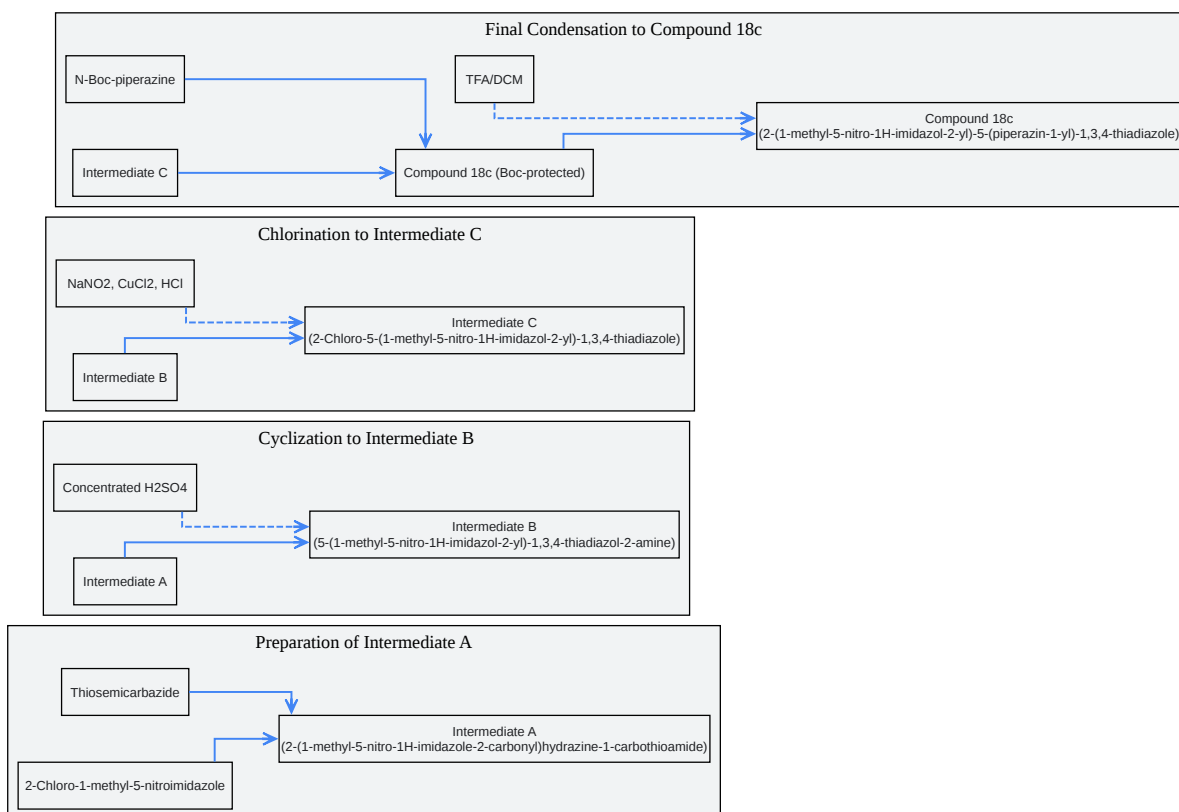 Final Condensation to Compound 18c
N-Boc-piperazine
TFA/DCM
Compound 18c
(2-(1-methyl-5-nitro-1H-imidazol-2-yl)-5-(piperazin-1-yl)-1,3,4-thiadiazole)
Intermediate C
Compound 18c (Boc-protected)
Chlorination to Intermediate C
NaNO2, CuCl2, HCl
Intermediate C
(2-Chloro-5-(1-methyl-5-nitro-1H-imidazol-2-yl)-1,3,4-thiadiazole)
Intermediate B
Cyclization to Intermediate B
Concentrated H2SO4
Intermediate B
(5-(1-methyl-5-nitro-1H-imidazol-2-yl)-1,3,4-thiadiazol-2-amine)
Intermediate A
Preparation of Intermediate A
Thiosemicarbazide
Intermediate A
(2-(1-methyl-5-nitro-1H-imidazole-2-carbonyl)hydrazine-1-carbothioamide)
2-Chloro-1-methyl-5-nitroimidazole